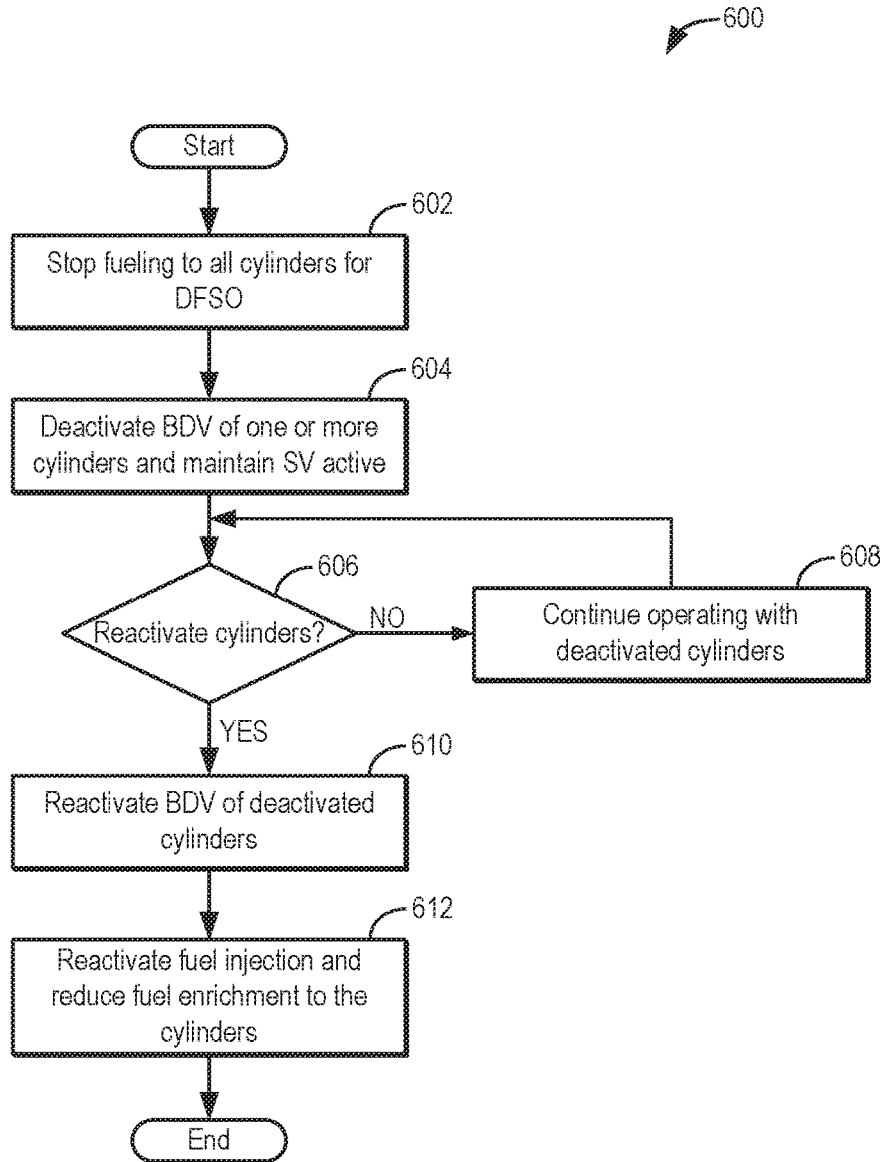 600
Start
602
Stop fueling to all cylinders for
DFSO
604
Deactivate BDV of one or more
cylinders and maintain SV active
606
Reactivate cylinders?
NO
608
Continue operating with
deactivated cylinders
YES
610
Reactivate BDV of deactivated
cylinders
612
Reactivate fuel injection and
reduce fuel enrichment to the
cylinders
End